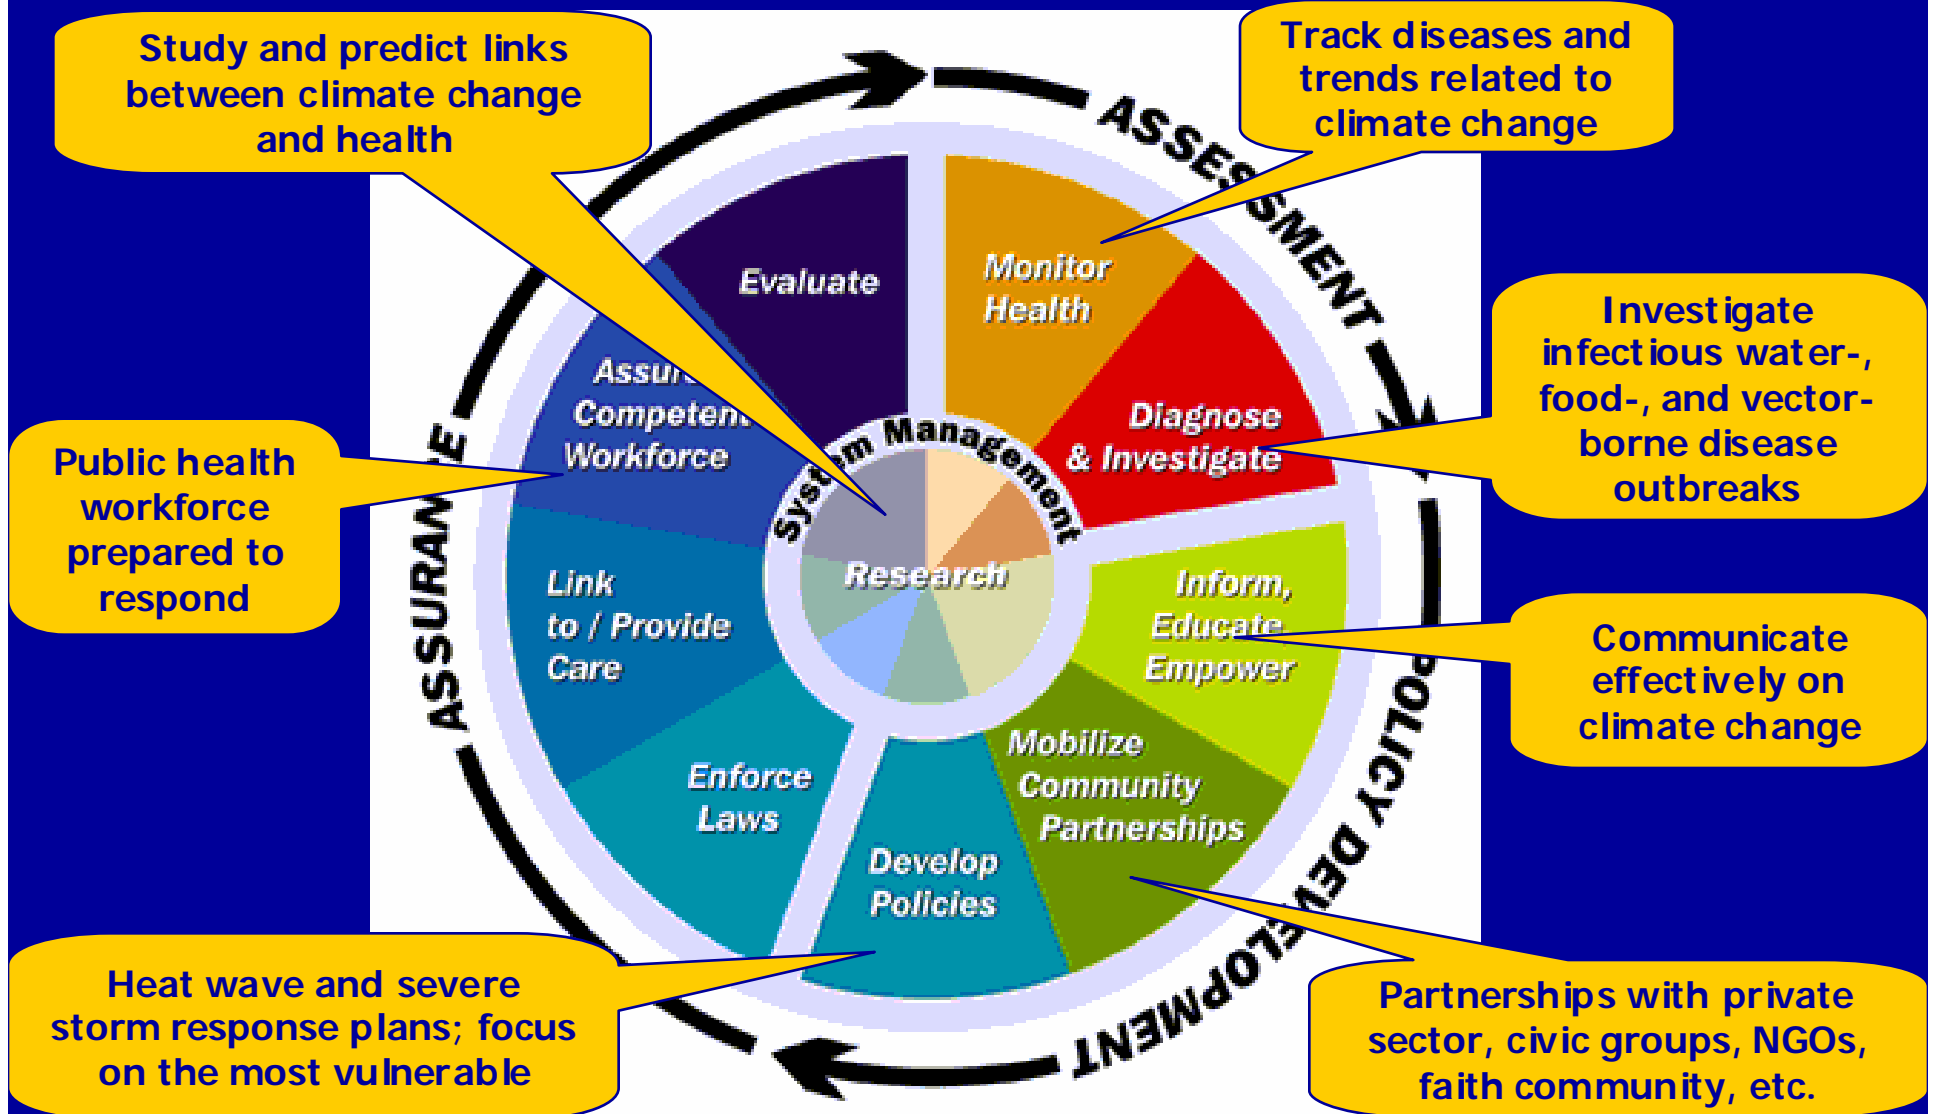 Study and predict links
between climate change
and health
Track diseases and
trends related to
climate change
ASSESSMENT
Evaluate
Monitor
Health
Investigate
infectious water-,
food-, and vector-
borne disease
outbreaks
Assure
Competent
Workforce
Diagnose
& Investigate
System Management
Public health
workforce
prepared to
respond
ASSURANCE
Research
Link
to / Provide
Care
Inform,
Educate
Empower
Communicate
effectively on
climate change
POLICY DEVELOPMENT
Mobilize
Community
Partnerships
Enforce
Laws
Develop
Policies
Heat wave and severe
storm response plans; focus
on the most vulnerable
Partnerships with private
sector, civic groups, NGOs,
faith community, etc.